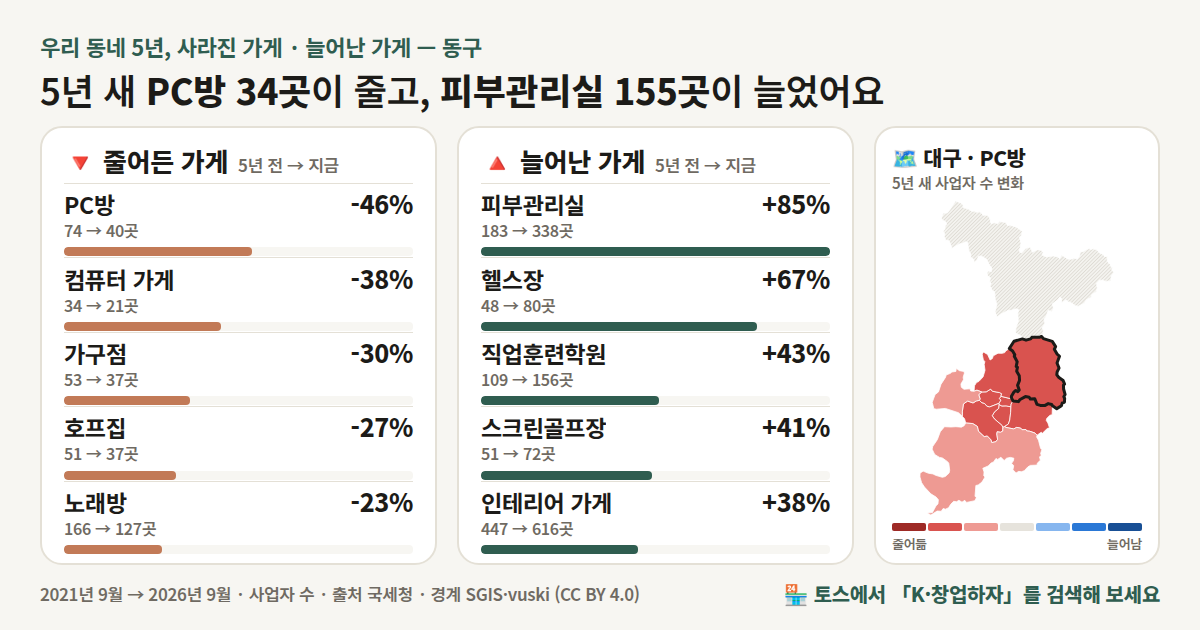 우리 동네 5년, 사라진 가게 · 늘어난 가게 — 동구
5년 새 PC방 34곳이 줄고, 피부관리실 155곳이 늘었어요
줄어든 가게 5년 전 → 지금
PC방 -46%
74 → 40곳
컴퓨터 가게 -38%
34 → 21곳
가구점 -30%
53 → 37곳
호프집 -27%
51 → 37곳
노래방 -23%
166 → 127곳
늘어난 가게 5년 전 → 지금
피부관리실 +85%
183 → 338곳
헬스장 +67%
48 → 80곳
직업훈련학원 +43%
109 → 156곳
스크린골프장 +41%
51 → 72곳
인테리어 가게 +38%
447 → 616곳
대구 · PC방
5년 새 사업자 수 변화
줄어듦 늘어남
2021년 9월 → 2026년 9월 · 사업자 수 · 출처 국세청 · 경계 SGIS·vuski (CC BY 4.0)
토스에서 「K·창업하자」를 검색해 보세요